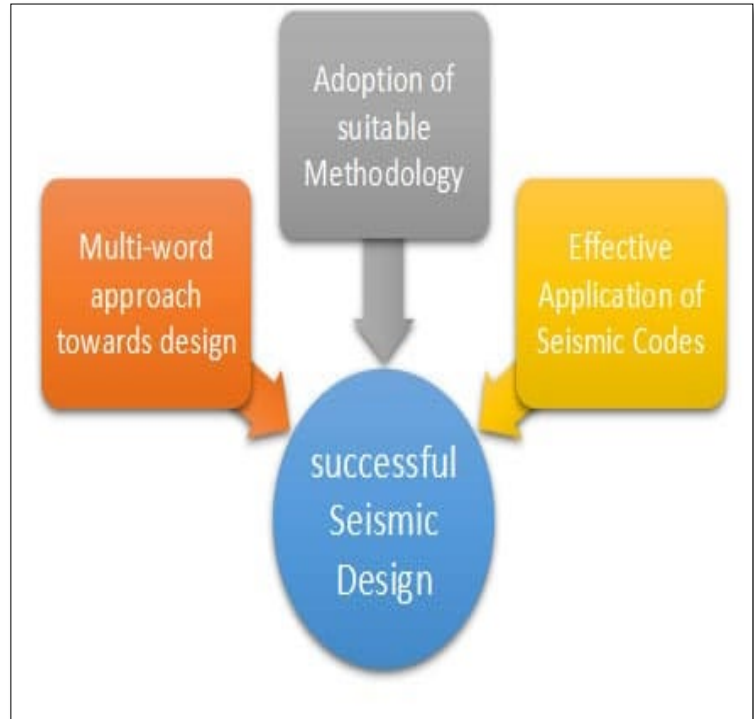 Adoption of
suitable
Methodology
Multi-word
approach
towards design
Effective
Application of
Seismic Codes
successful
Seismic
Design